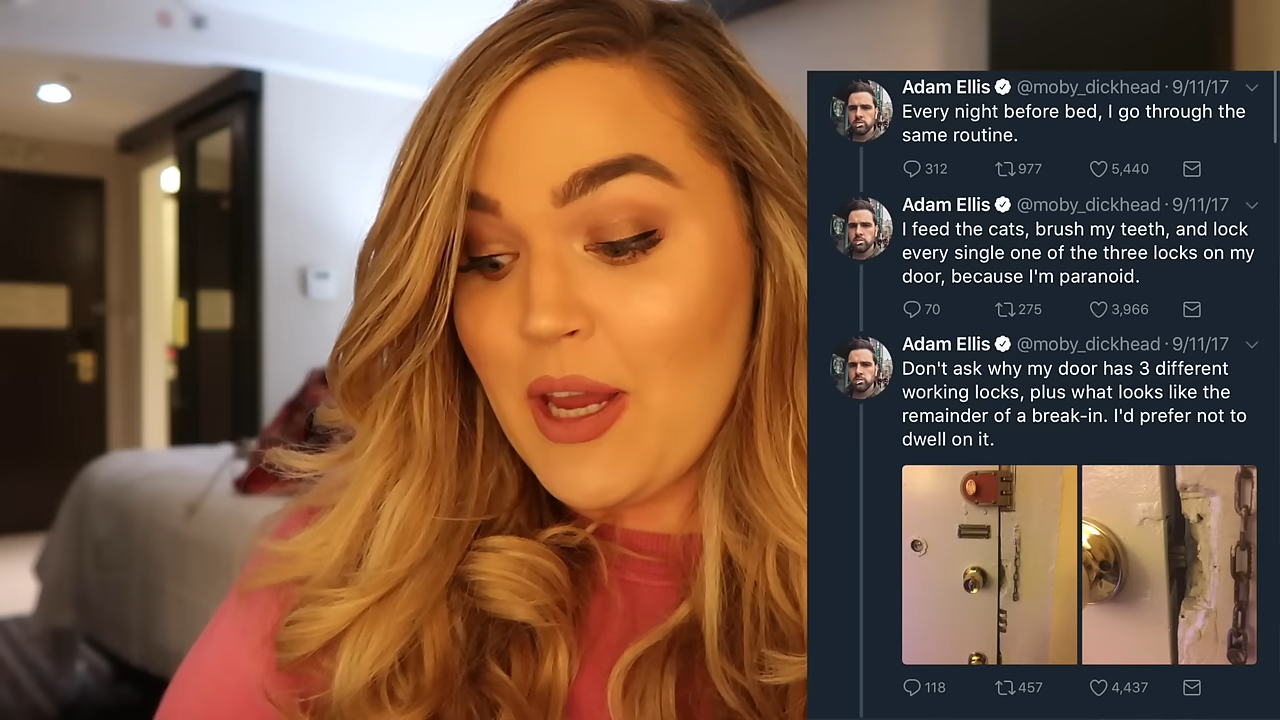 Adam Ellis @moby_dickhead · 9/11/17
Every night before bed, I go through the
same routine.
312 977 5,440
Adam Ellis @moby_dickhead · 9/11/17
I feed the cats, brush my teeth, and lock
every single one of the three locks on my
door, because I'm paranoid.
70 275 3,966
Adam Ellis @moby_dickhead · 9/11/17
Don't ask why my door has 3 different
working locks, plus what looks like the
remainder of a break-in. I'd prefer not to
dwell on it.
118 457 4,437